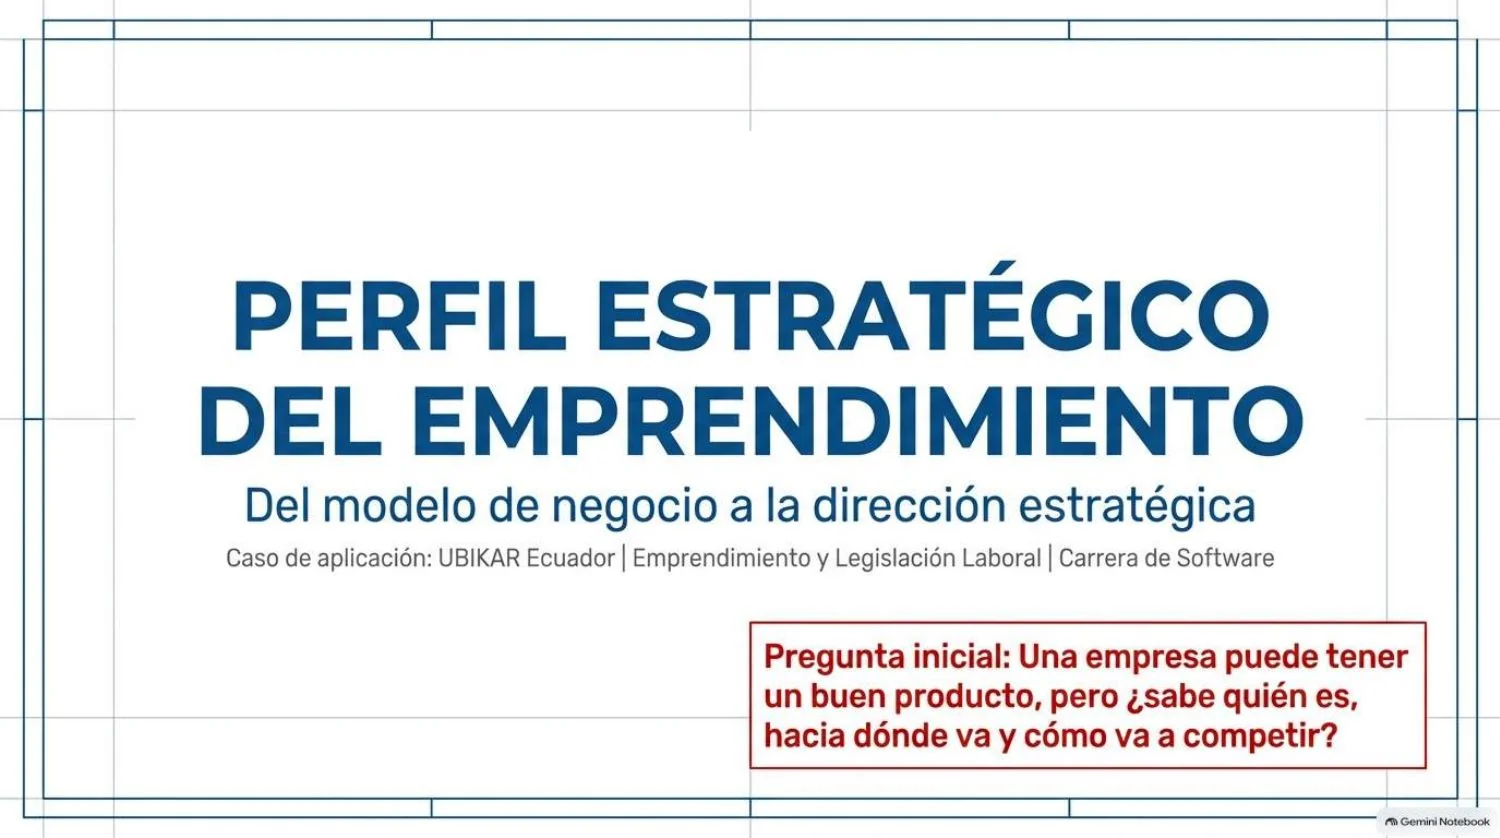 PERFIL ESTRATÉGICO
DEL EMPRENDIMIENTO
Del modelo de negocio a la dirección estratégica
Caso de aplicación: UBIKAR Ecuador | Emprendimiento y Legislación Laboral | Carrera de Software
Pregunta inicial: Una empresa puede tener
un buen producto, pero ¿sabe quién es,
hacia dónde va y cómo va a competir?
Gemini Notebook